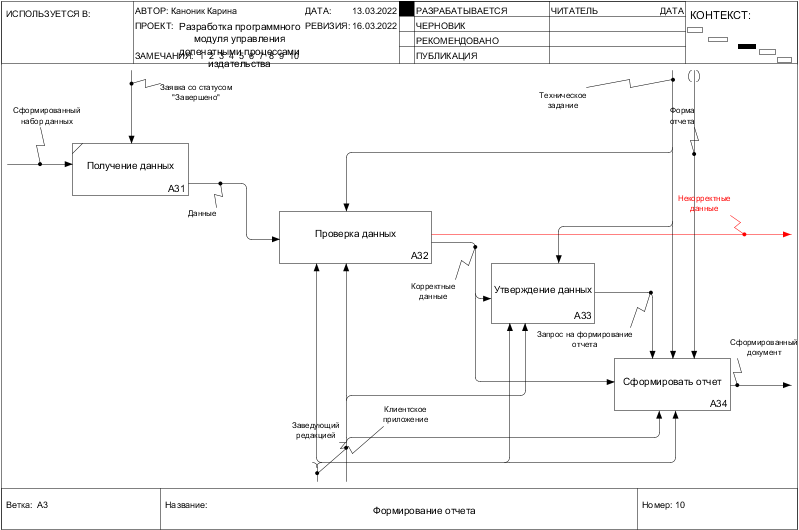 ИСПОЛЬЗУЕТСЯ В:
АВТОР: Каноник Карина
ДАТА: 13.03.2022
ПРОЕКТ: Разработка программного
модуля управления
допечатными процессами
издательства
РЕВИЗИЯ: 16.03.2022
ЗАМЕЧАНИЯ: 1 2 3 4 5 6 7 8 9 10
РАЗРАБАТЫВАЕТСЯ
ЧЕРНОВИК
РЕКОМЕНДОВАНО
ПУБЛИКАЦИЯ
ЧИТАТЕЛЬ
ДАТА
КОНТЕКСТ:
Заявка со статусом
"Завершено"
Техническое
задание
()
Форма
отчета
Сформированный
набор данных
Получение данных
A31
Данные
Некорректные
данные
Проверка данных
A32
Корректные
данные
Утверждение данных
A33
Запрос на формирование
отчета
Сформированный
документ
Сформировать отчет
A34
Клиентское
приложение
Заведующий
редакцией
Ветка: A3
Название:
Формирование отчета
Номер: 10